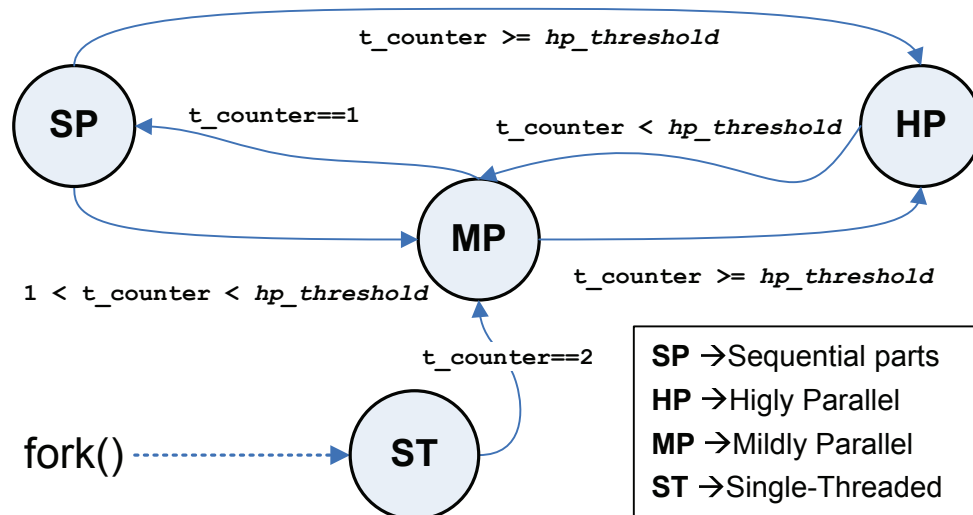 t_counter >= hp_threshold
SP
t_counter==1
t_counter < hp_threshold
HP
MP
1 < t_counter < hp_threshold
t_counter >= hp_threshold
t_counter==2
fork()
ST
SP →Sequential parts
HP →Higly Parallel
MP →Mildly Parallel
ST →Single-Threaded